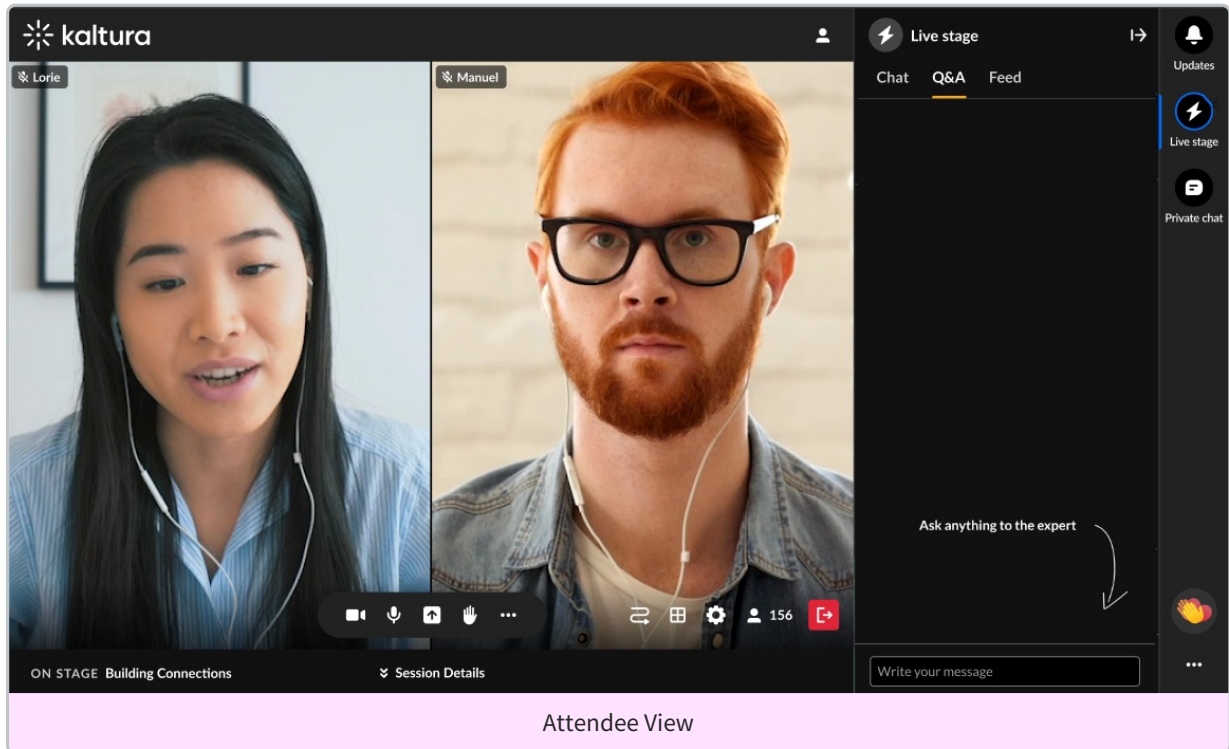 kaltura
Lorie
Manuel
156
ON STAGE Building Connections
Session Details
Live stage
Chat Q&A Feed
Ask anything to the expert
Write your message
Updates
Live stage
Private chat
Attendee View